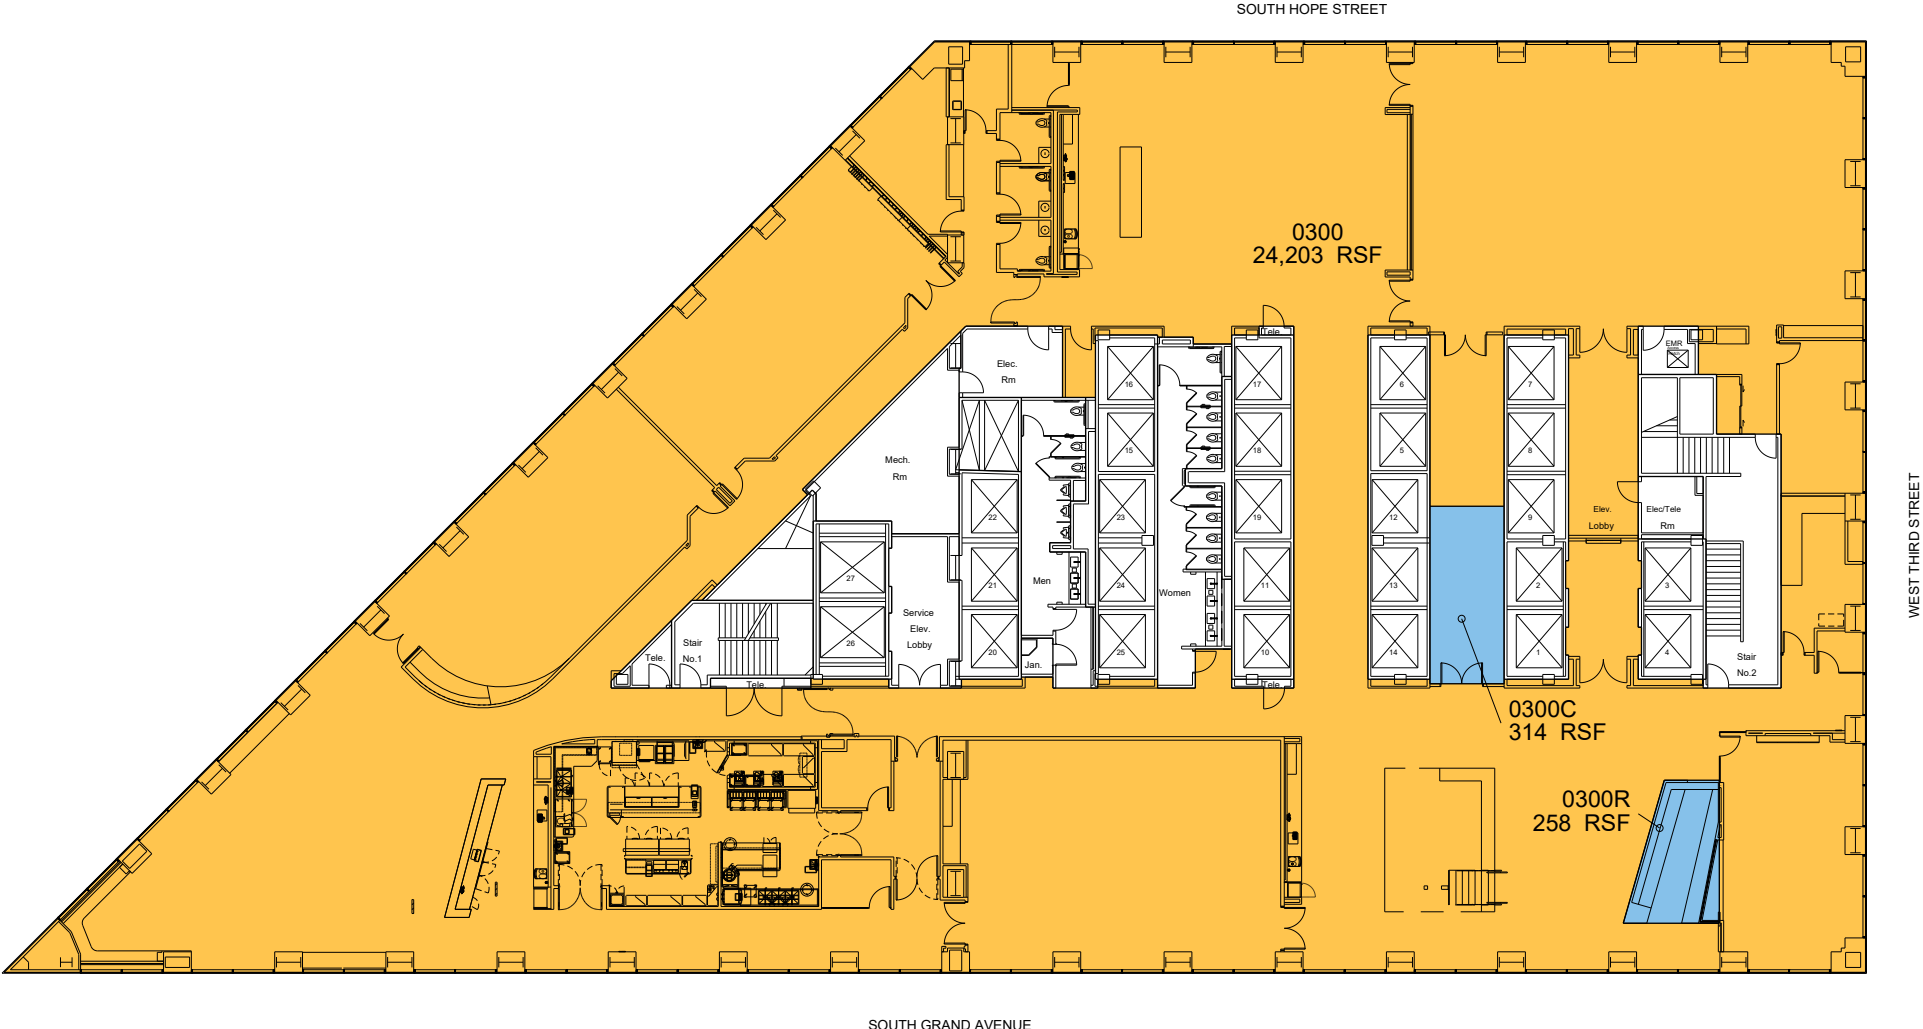 SOUTH HOPE STREET
0300
24,203 RSF
Tele.
Elec.
Rm
EMR
16
17
6
7
15
18
5
8
Mech.
Rm
22
23
19
12
9
Elev.
Lobby
Elec/Tele
Rm
WEST THIRD STREET
27
21
Men
24
Women
11
13
2
3
Service
Elev.
Lobby
26
Stair
No.1
Tele.
20
Jan.
25
10
14
1
4
Stair
No.2
Tele.
Tele.
0300C
314 RSF
0300R
258 RSF
SOUTH GRAND AVENUE